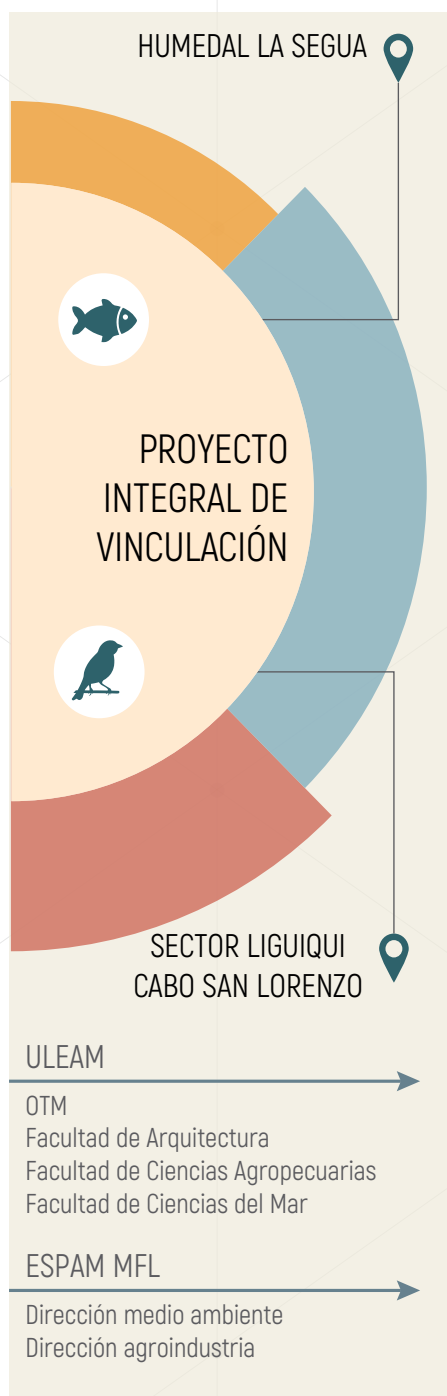 HUMEDAL LA SEGUA
PROYECTO
INTEGRAL DE
VINCULACIÓN
SECTOR LIGUIQUI
CABO SAN LORENZO
ULEAM
OTM
Facultad de Arquitectura
Facultad de Ciencias Agropecuarias
Facultad de Ciencias del Mar
ESPAM MFL
Dirección medio ambiente
Dirección agroindustria